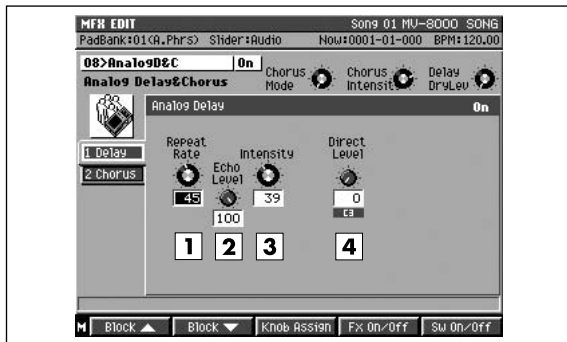 MFX EDIT Song 01 MV-8000 SONG
PadBank:01(A.Phrs) Slider:Audio Now:0001-01-000 BPM:120.00
08>AnalogD&C On
Analog Delay&Chorus
Chorus Mode
Chorus Intensit
Delay DryLev
Analog Delay On
1 Delay
2 Chorus
Repeat Rate
45
Echo Level
100
Intensity
39
Direct Level
0
C3
1 2 3 4
M Block ▲ Block ▼ Knob Assign FX On/Off SW On/Off